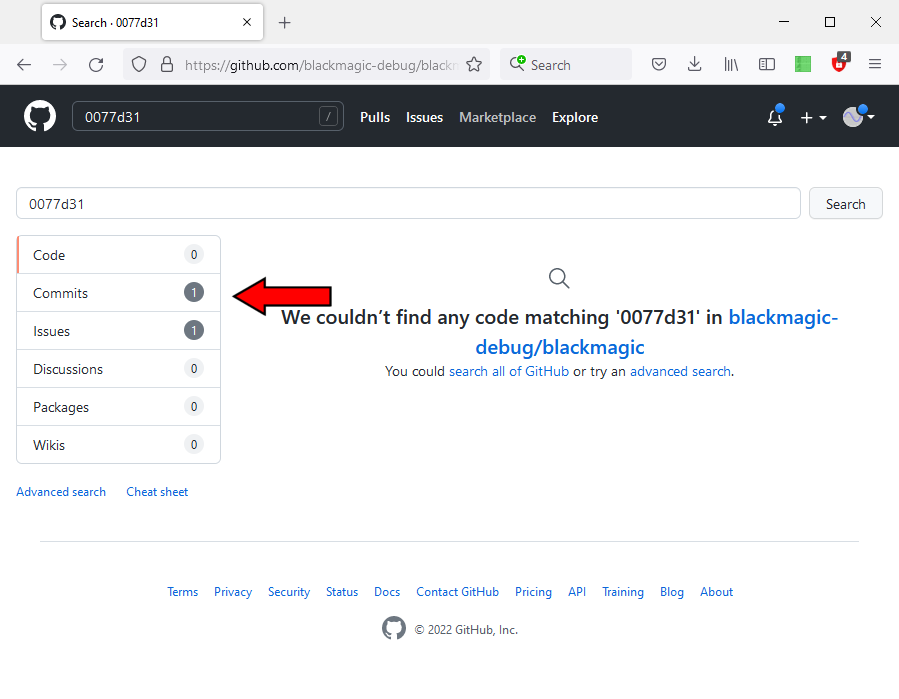 Search · 0077d31
https://github.com/blackmagic-debug/blackm
Search
4
0077d31
/
Pulls
Issues
Marketplace
Explore
0077d31
Search
Code 0
Commits 1
Issues 1
Discussions 0
Packages 0
Wikis 0
We couldn’t find any code matching '0077d31' in blackmagic-
debug/blackmagic
You could search all of GitHub or try an advanced search.
Advanced search
Cheat sheet
Terms Privacy Security Status Docs Contact GitHub Pricing API Training Blog About
© 2022 GitHub, Inc.